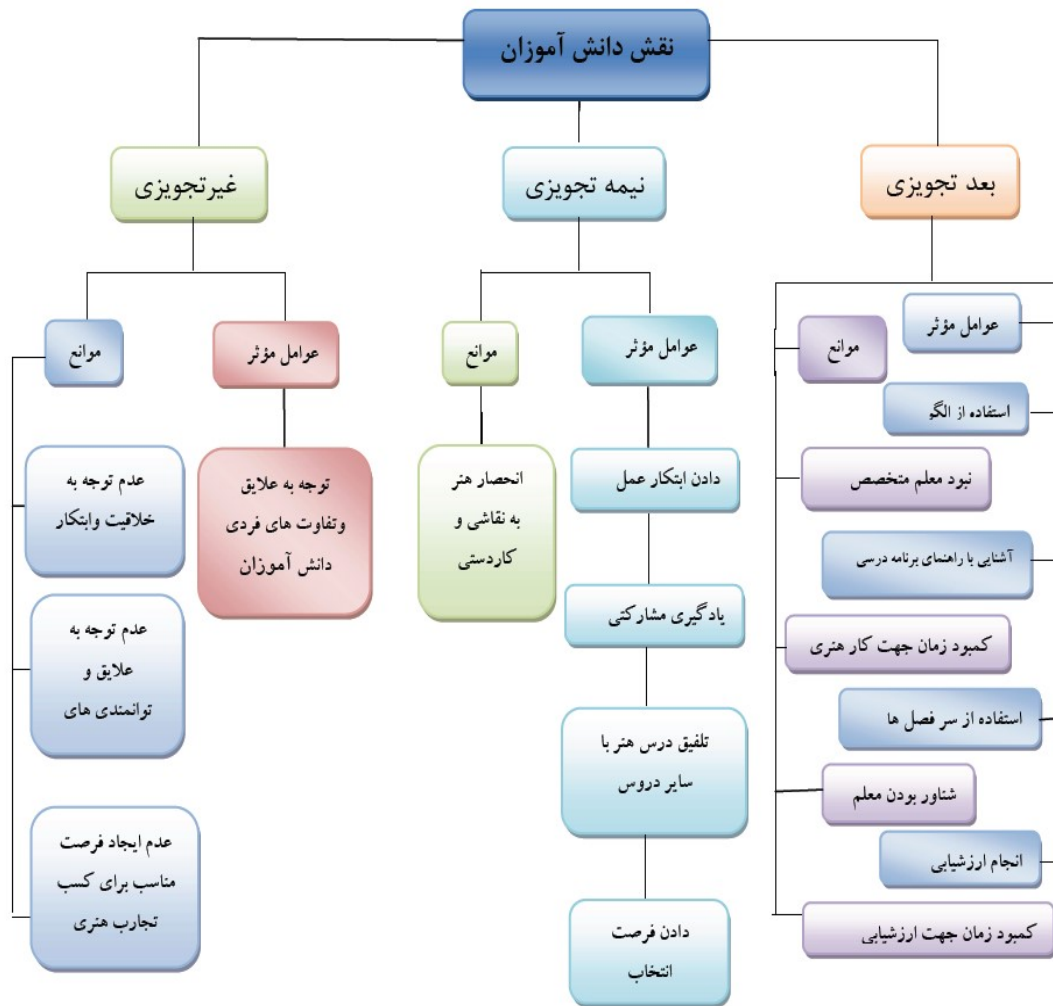 نقش دانش آموزان
بعد تجویزی
نیمه تجویزی
غیرتجویزی
عوامل مؤثر
موانع
استفاده از الگو
نبود معلم متخصص
آشنایی با راهنمای برنامه درسی
کمبود زمان جهت کار هنری
استفاده از سر فصل ها
شناور بودن معلم
انجام ارزشیابی
کمبود زمان جهت ارزشیابی
عوامل مؤثر
دادن ابتکار عمل
یادگیری مشارکتی
تلفیق درس هنر با
سایر دروس
دادن فرصت
انتخاب
موانع
انحصار هنر
به نقاشی و
کاردستی
عوامل مؤثر
توجه به علایق
وتفاوت های فردی
دانش آموزان
موانع
عدم توجه به
خلاقیت وابتکار
عدم توجه به
علایق و
توانمندی های
عدم ایجاد فرصت
مناسب برای کسب
تجارب هنری